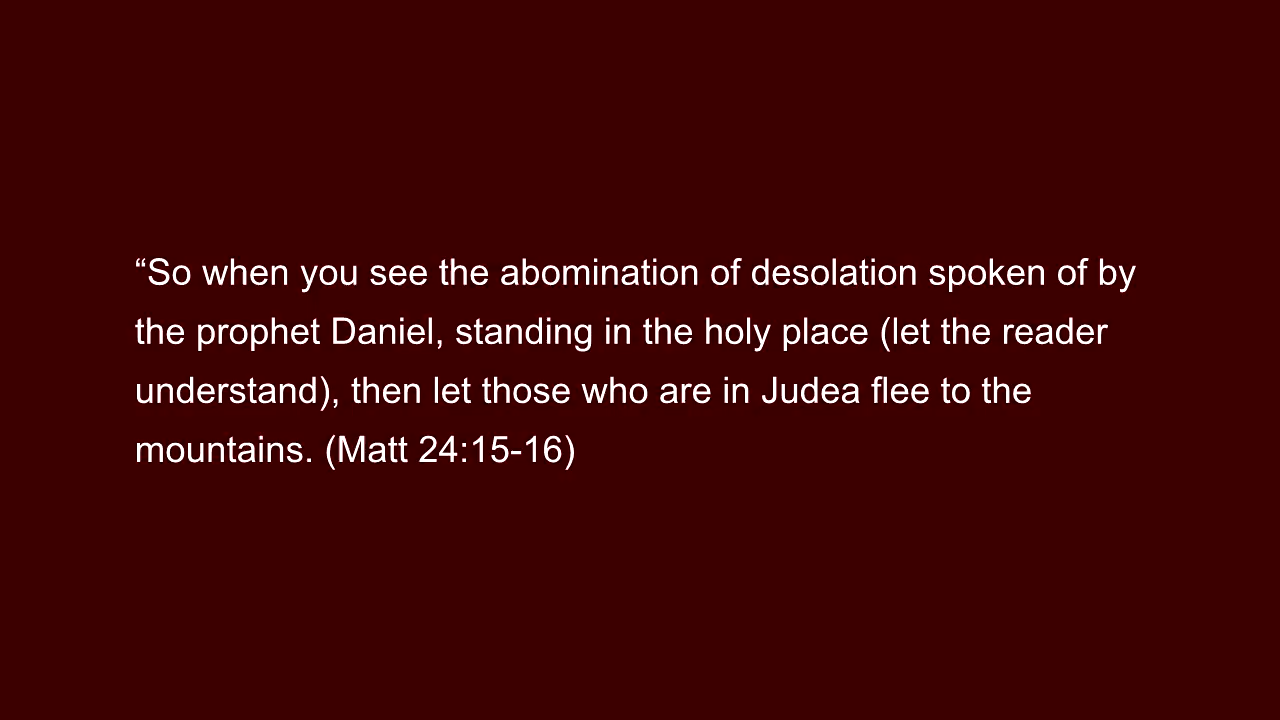 “So when you see the abomination of desolation spoken of by
the prophet Daniel, standing in the holy place (let the reader
understand), then let those who are in Judea flee to the
mountains. (Matt 24:15-16)